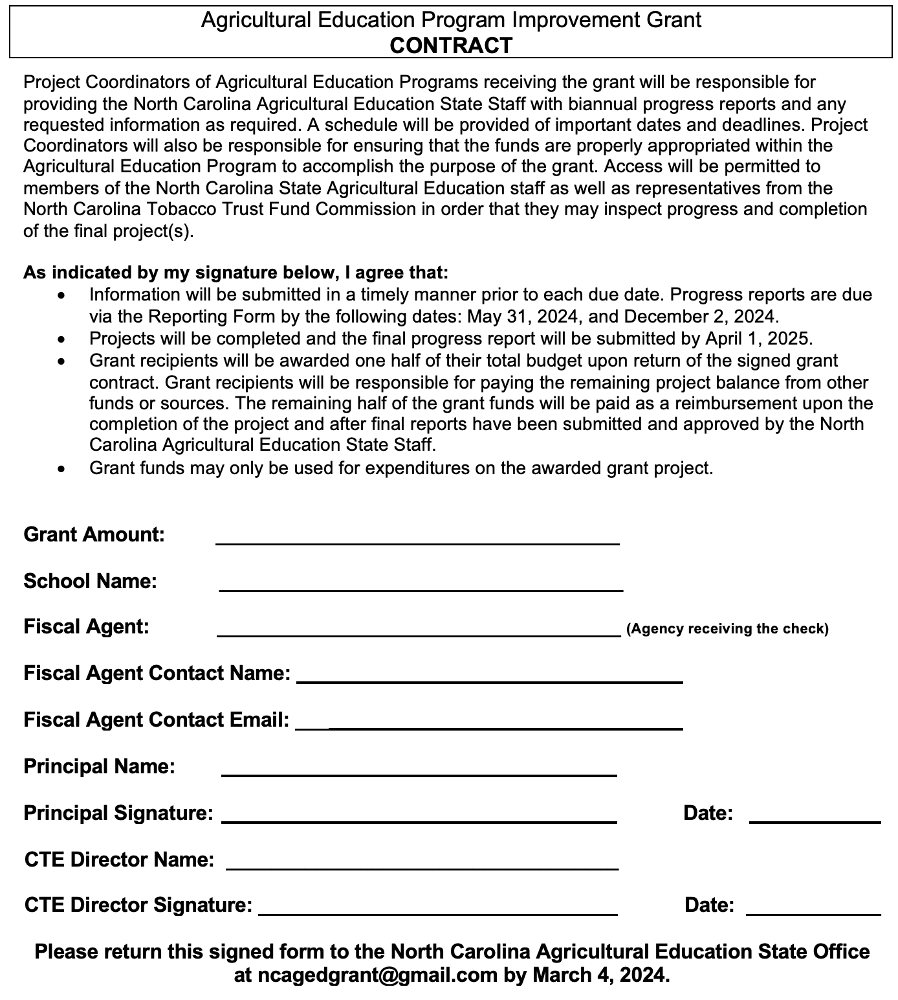 Agricultural Education Program Improvement Grant
CONTRACT
Project Coordinators of Agricultural Education Programs receiving the grant will be responsible for
providing the North Carolina Agricultural Education State Staff with biannual progress reports and any
requested information as required. A schedule will be provided of important dates and deadlines. Project
Coordinators will also be responsible for ensuring that the funds are properly appropriated within the
Agricultural Education Program to accomplish the purpose of the grant. Access will be permitted to
members of the North Carolina State Agricultural Education staff as well as representatives from the
North Carolina Tobacco Trust Fund Commission in order that they may inspect progress and completion
of the final project(s).
As indicated by my signature below, I agree that:
• Information will be submitted in a timely manner prior to each due date. Progress reports are due
via the Reporting Form by the following dates: May 31, 2024, and December 2, 2024.
• Projects will be completed and the final progress report will be submitted by April 1, 2025.
• Grant recipients will be awarded one half of their total budget upon return of the signed grant
contract. Grant recipients will be responsible for paying the remaining project balance from other
funds or sources. The remaining half of the grant funds will be paid as a reimbursement upon the
completion of the project and after final reports have been submitted and approved by the North
Carolina Agricultural Education State Staff.
• Grant funds may only be used for expenditures on the awarded grant project.
Grant Amount:
School Name:
Fiscal Agent: (Agency receiving the check)
Fiscal Agent Contact Name:
Fiscal Agent Contact Email:
Principal Name:
Principal Signature: Date:
CTE Director Name:
CTE Director Signature: Date:
Please return this signed form to the North Carolina Agricultural Education State Office
at ncagedgrant@gmail.com by March 4, 2024.